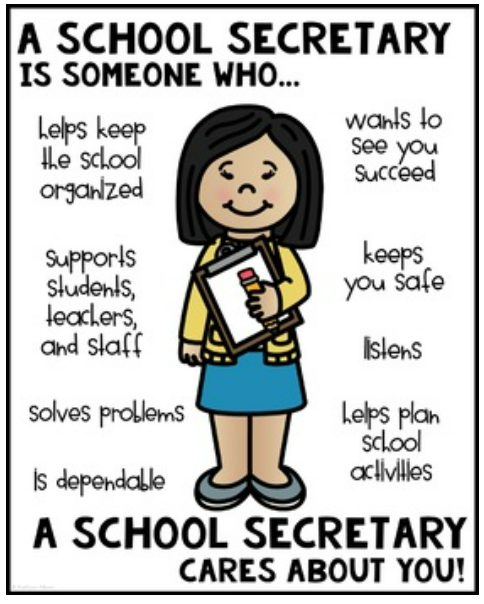 A SCHOOL SECRETARY
IS SOMEONE WHO...
helps keep
the school
organized
supports
students,
teachers,
and staff
solves problems
is dependable
wants to
see you
succeed
keeps
you safe
listens
helps plan
school
activities
A SCHOOL SECRETARY
CARES ABOUT YOU!